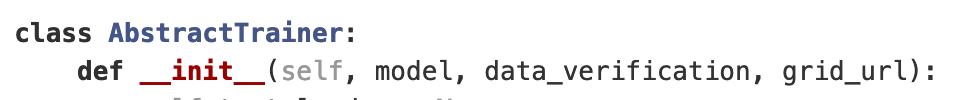 class AbstractTrainer:
    def __init__(self, model, data_verification, grid_url):